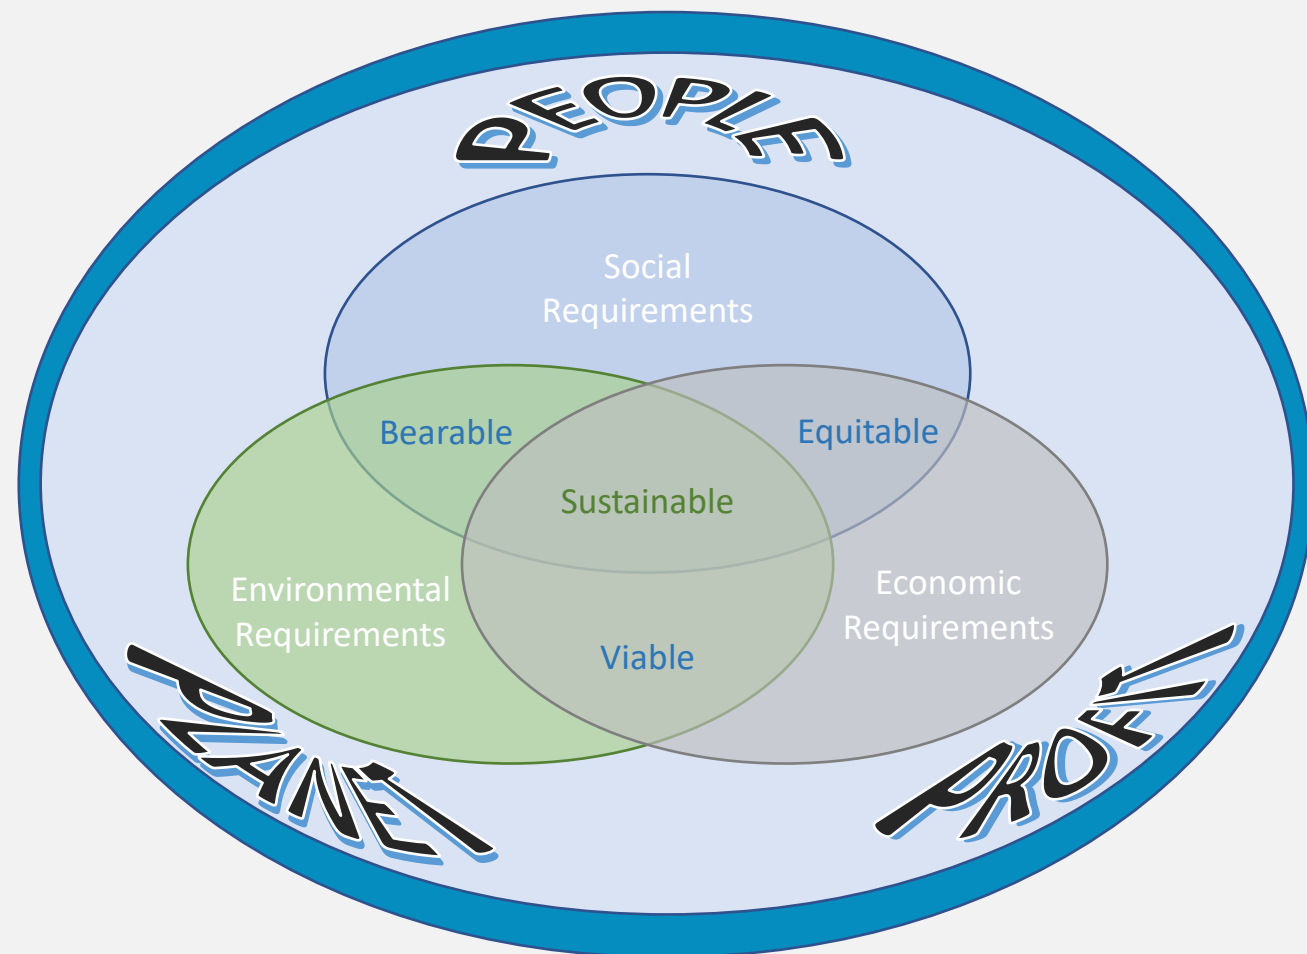 PEOPLE
Social
Requirements
Bearable
Equitable
Sustainable
Environmental
Requirements
Economic
Requirements
Viable
PLANET
PROFIT